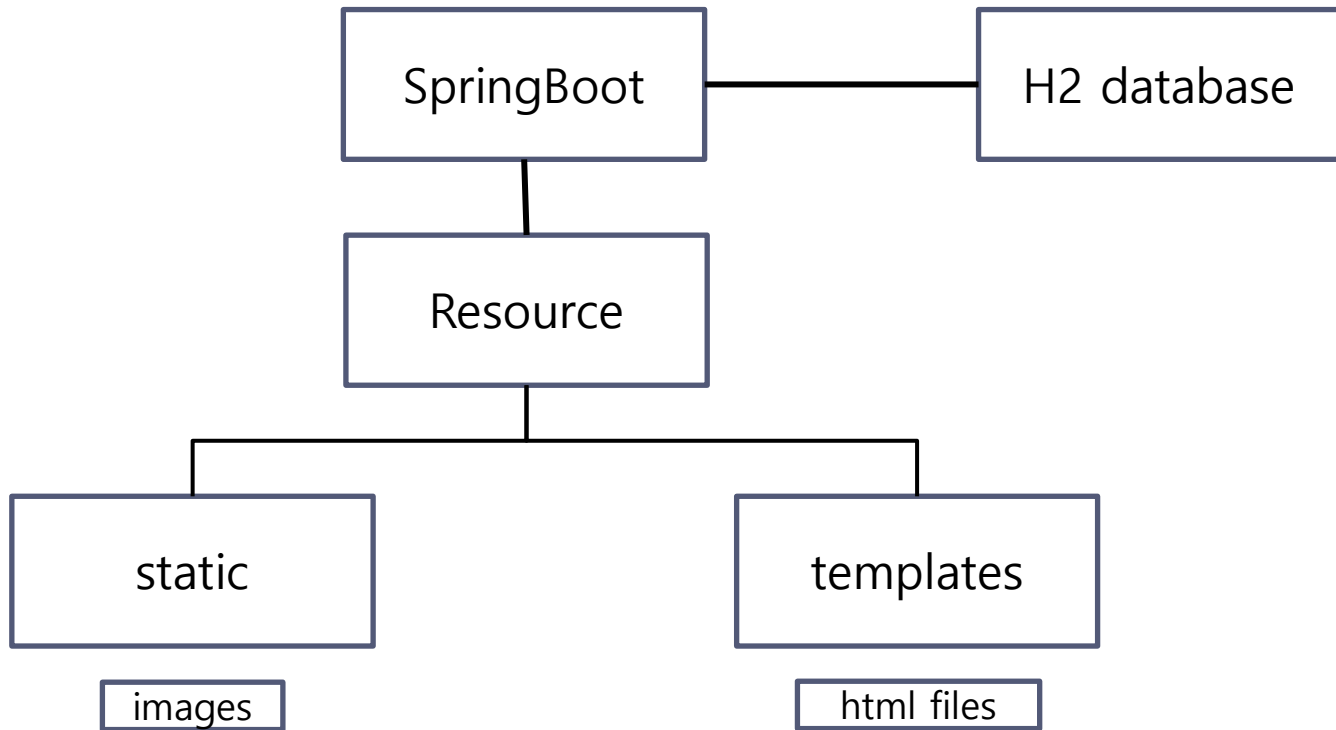 SpringBoot
H2 database
Resource
static
templates
images
html files